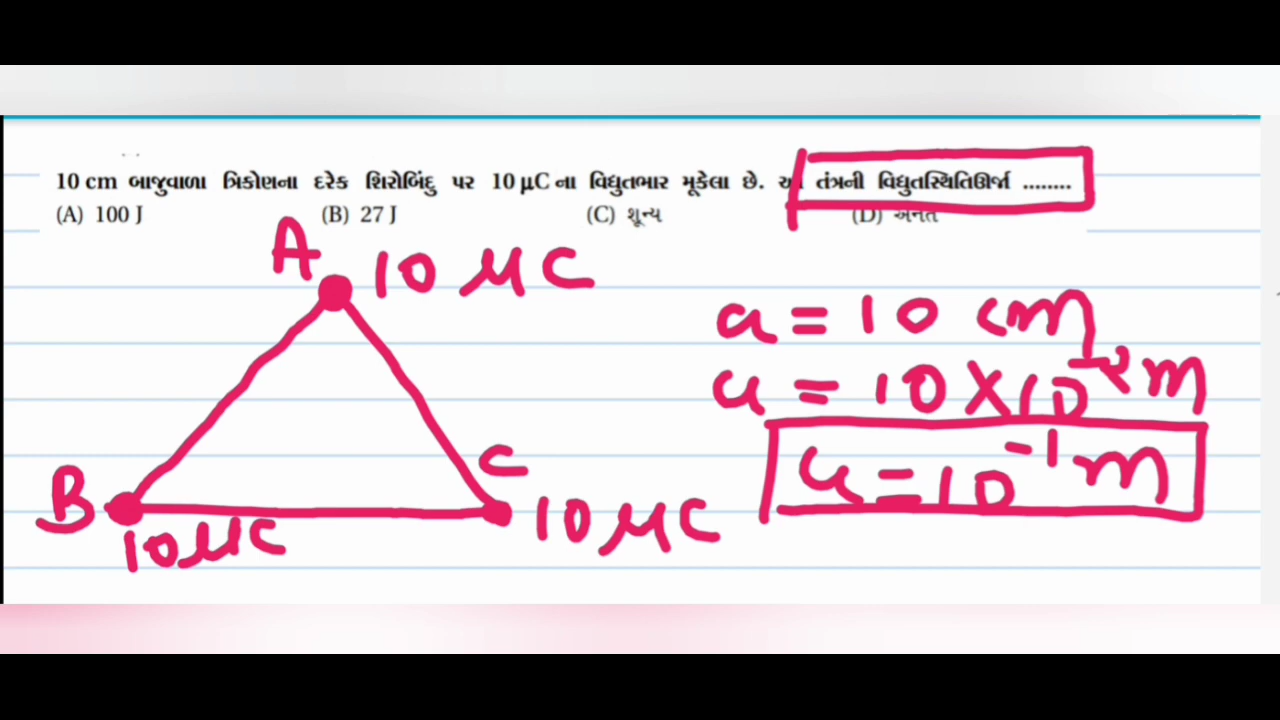 10 cm બાજુવાળા ત્રિકોણના દરેક શિરોબિંદુ પર 10 μC ના વિદ્યુતભાર મૂકેલા છે. આ તંત્રની વિદ્યુતસ્થિતિઊર્જા ........
(A) 100 J (B) 27 J (C) શૂન્ય (D) અનંત
A 10 μC
a = 10 cm
a = 10 × 10⁻² m
a = 10⁻¹ m
C
B
10 μC
10 μC